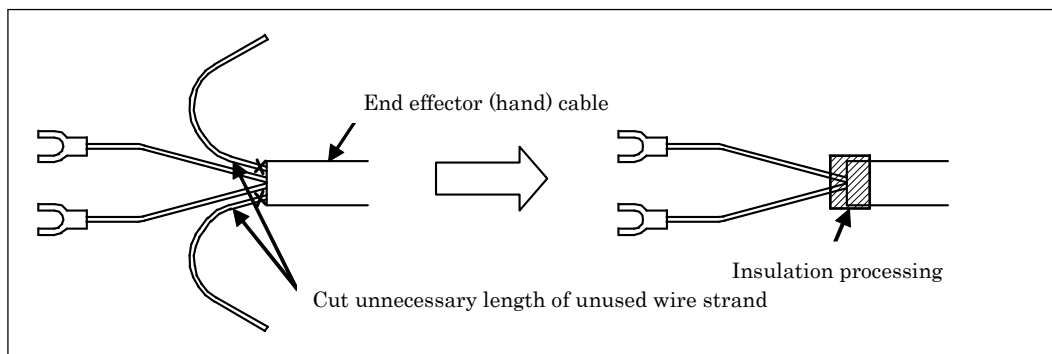 End effector (hand) cable
Insulation processing
Cut unnecessary length of unused wire strand